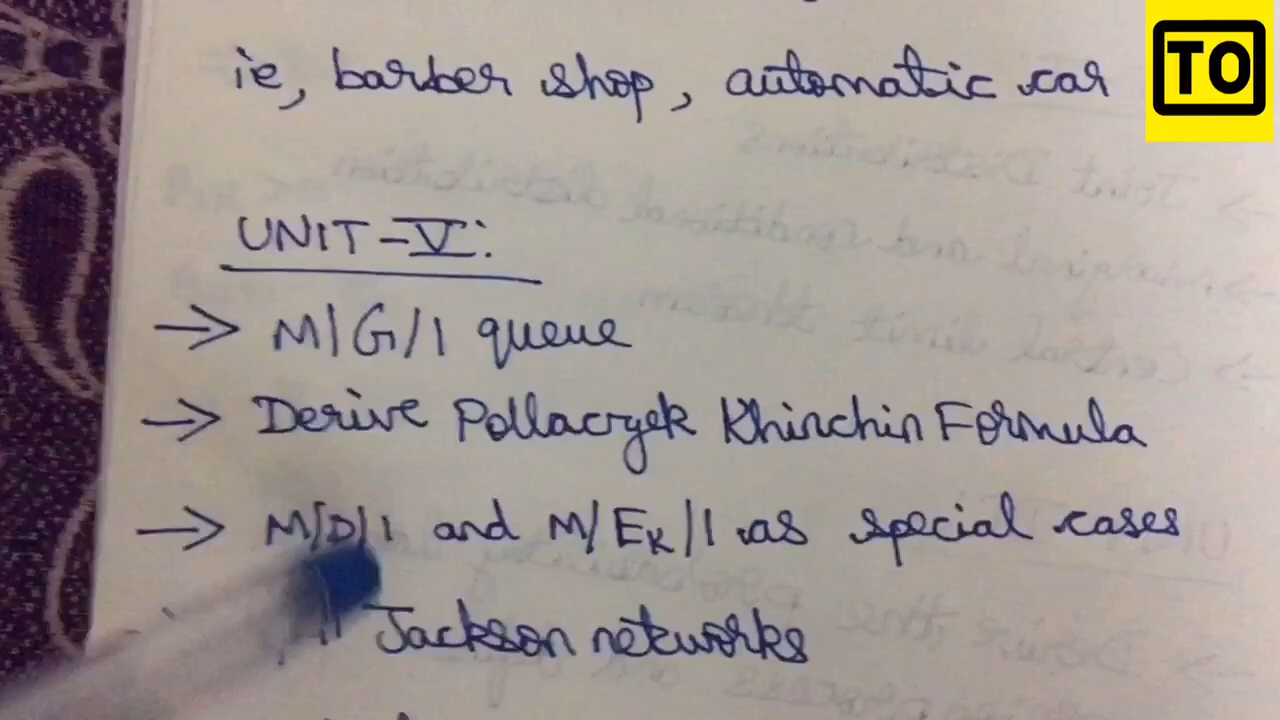 TO
ie, barber shop, automatic car
UNIT-V:
→ M/G/1 queue
→ Derive Pollaczek Khinchin Formula
→ M/D/1 and M/Ek/1 as special cases
Jackson networks